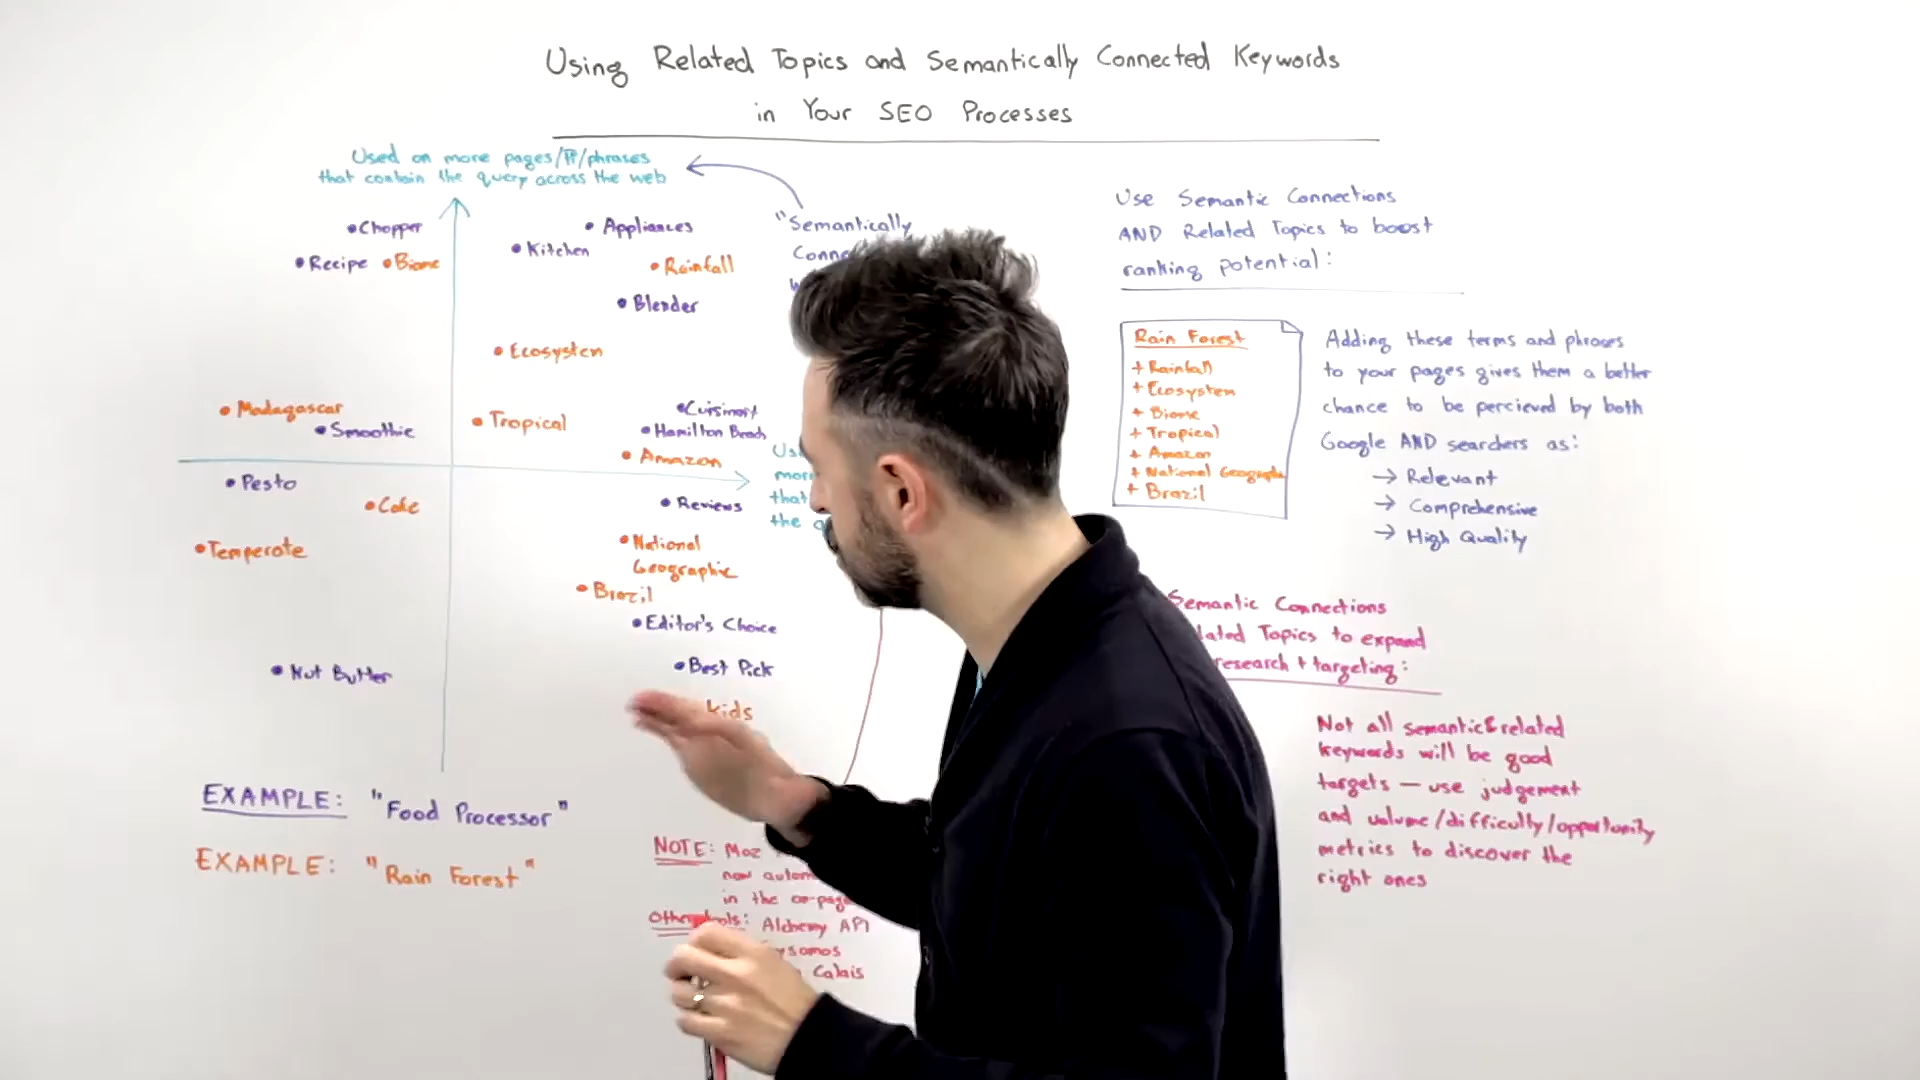 Using Related Topics and Semantically Connected Keywords
in Your SEO Processes
Used on more pages/¶/phrases
that contain the query across the web
Chopper
Recipe
Biome
Kitchen
Appliances
Rainfall
Blender
Ecosystem
Madagascar
Smoothie
Tropical
Cuisinart
Hamilton Beach
Amazon
Pesto
Coke
Temperate
Reviews
National
Geographic
Brazil
Editor's Choice
Best Pick
Kids
Nut Butter
EXAMPLE: "Food Processor"
EXAMPLE: "Rain Forest"
"Semantically
that
the
NOTE: Moz
now
in the on-page
Other tools: Alchemy API
Calais
Use Semantic Connections
AND Related Topics to boost
ranking potential:
Rain Forest
+ Rainfall
+ Ecosystem
+ Biome
+ Tropical
+ Amazon
+ National Geographic
+ Brazil
Adding these terms and phrases
to your pages gives them a better
chance to be percieved by both
Google AND searchers as:
→ Relevant
→ Comprehensive
→ High Quality
Semantic Connections
Topics to expand
research + targeting:
Not all semantic & related
keywords will be good
targets — use judgement
and volume/difficulty/opportunity
metrics to discover the
right ones